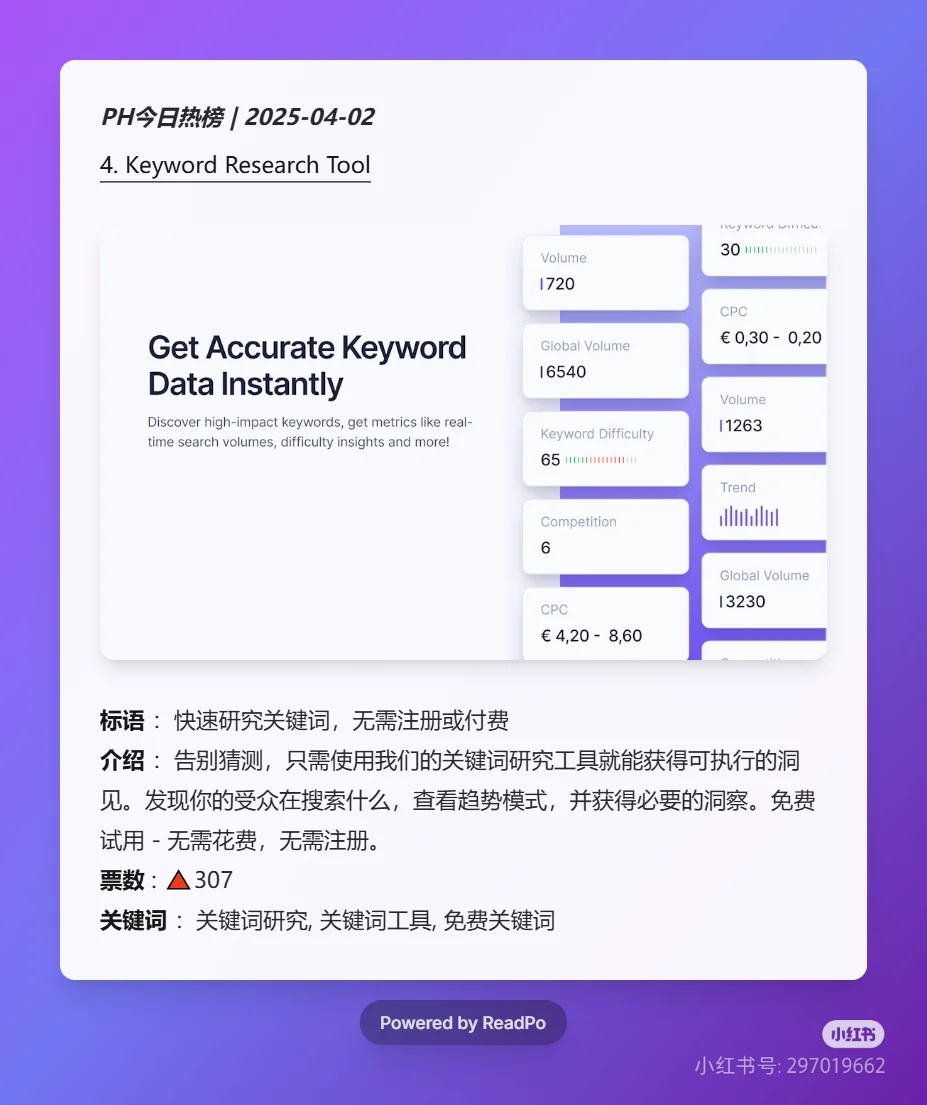 PH今日热榜 | 2025-04-02
4. Keyword Research Tool
Get Accurate Keyword
Data Instantly
Discover high-impact keywords, get metrics like real-
time search volumes, difficulty insights and more!
Volume
720
Global Volume
6540
Keyword Difficulty
65
Competition
6
CPC
€ 4,20 - 8,60
30
CPC
€ 0,30 - 0,20
Volume
1263
Trend
Global Volume
3230
标语 : 快速研究关键词，无需注册或付费
介绍 : 告别猜测，只需使用我们的关键词研究工具就能获得可执行的洞
见。发现你的受众在搜索什么，查看趋势模式，并获得必要的洞察。免费
试用 - 无需花费，无需注册。
票数 : 🔺307
关键词 : 关键词研究, 关键词工具, 免费关键词
Powered by ReadPo
小红书
小红书号: 297019662